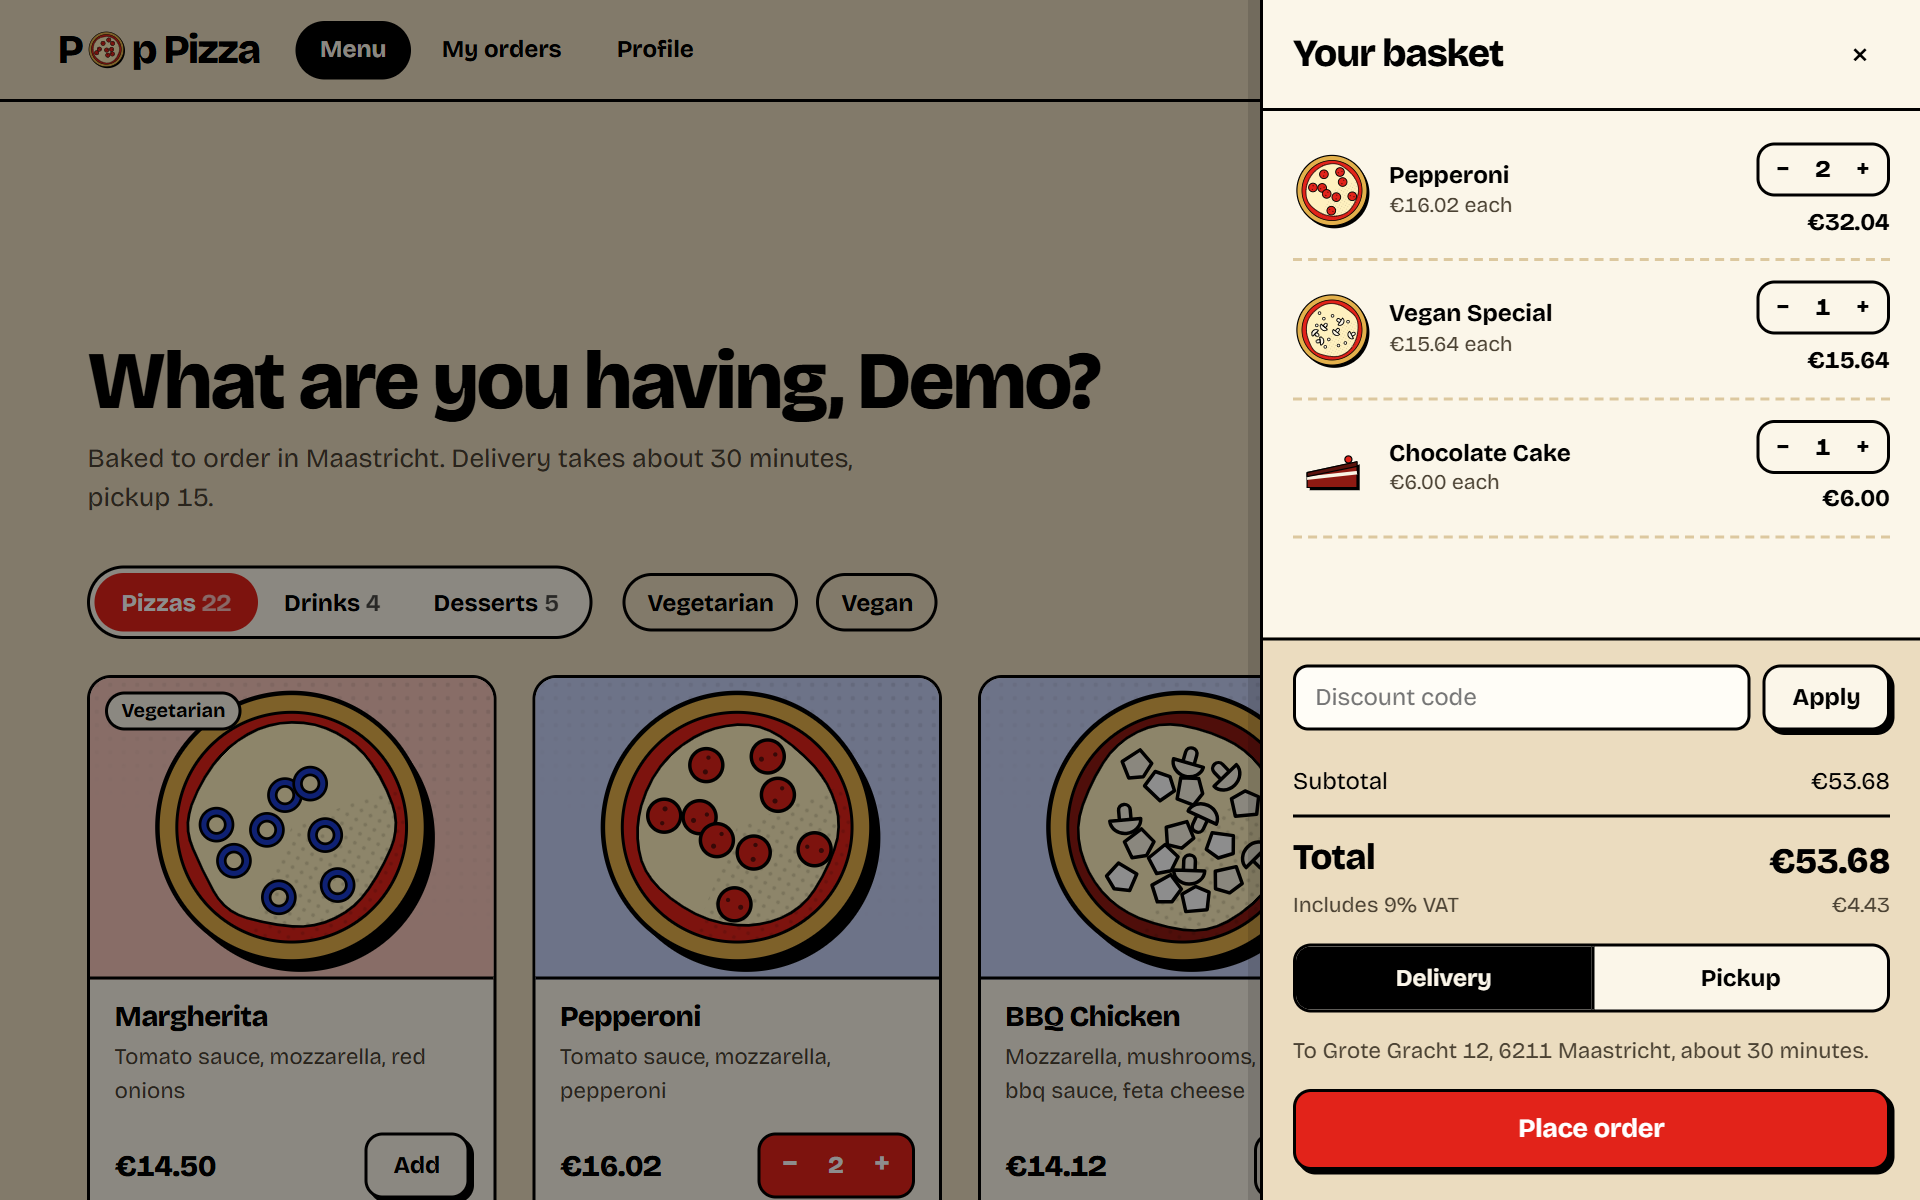 Pop Pizza
Menu
My orders
Profile
What are you having, Demo?
Baked to order in Maastricht. Delivery takes about 30 minutes,
pickup 15.
Pizzas 22
Drinks 4
Desserts 5
Vegetarian
Vegan
Vegetarian
Margherita
Tomato sauce, mozzarella, red
onions
€14.50
Add
Pepperoni
Tomato sauce, mozzarella,
pepperoni
€16.02
− 2 +
BBQ Chicken
Mozzarella, mushrooms,
bbq sauce, feta cheese
€14.12
Your basket
×
Pepperoni
€16.02 each
− 2 +
€32.04
Vegan Special
€15.64 each
− 1 +
€15.64
Chocolate Cake
€6.00 each
− 1 +
€6.00
Discount code
Apply
Subtotal €53.68
Total €53.68
Includes 9% VAT €4.43
Delivery
Pickup
To Grote Gracht 12, 6211 Maastricht, about 30 minutes.
Place order